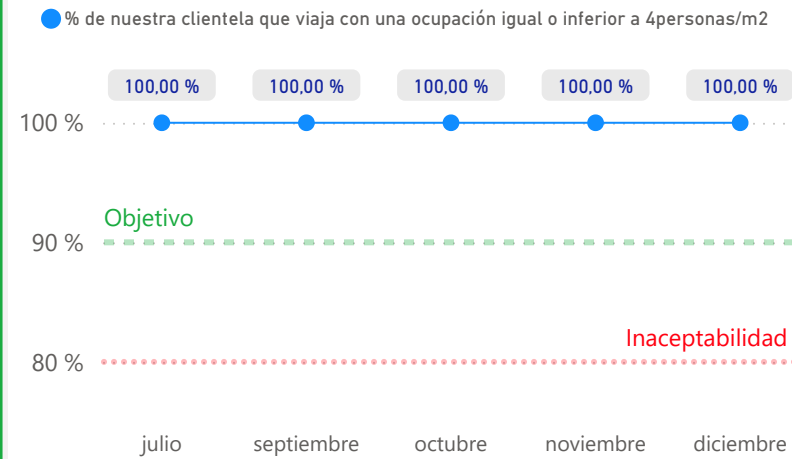 % de nuestra clientela que viaja con una ocupación igual o inferior a 4personas/m2
100,00 % 100,00 % 100,00 % 100,00 % 100,00 %
100 %
Objetivo
90 %
Inaceptabilidad
80 %
julio septiembre octubre noviembre diciembre